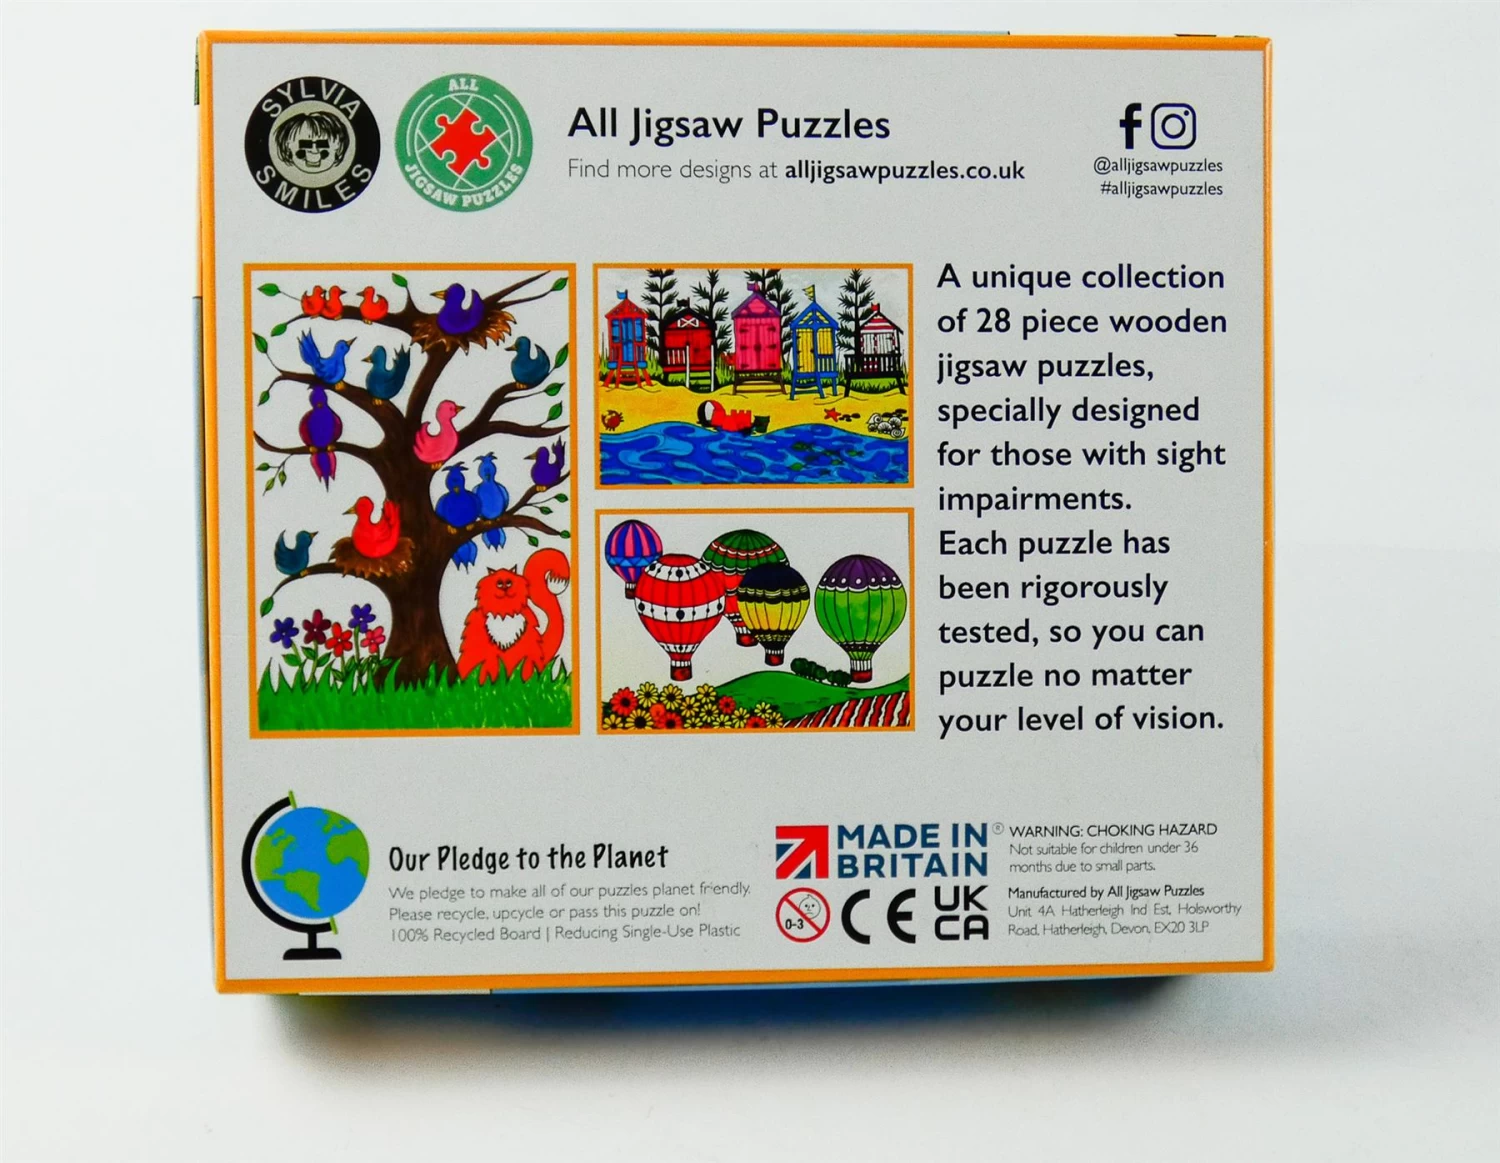 SYLVIA
SMILES
ALL
JIGSAW PUZZLES
All Jigsaw Puzzles
Find more designs at alljigsawpuzzles.co.uk
@alljigsawpuzzles
#alljigsawpuzzles
A unique collection
of 28 piece wooden
jigsaw puzzles,
specially designed
for those with sight
impairments.
Each puzzle has
been rigorously
tested, so you can
puzzle no matter
your level of vision.
Our Pledge to the Planet
We pledge to make all of our puzzles planet friendly.
Please recycle, upcycle or pass this puzzle on!
100% Recycled Board | Reducing Single-Use Plastic
MADE IN ®
BRITAIN
0-3
CE
UK
CA
WARNING: CHOKING HAZARD
Not suitable for children under 36
months due to small parts.
Manufactured by All Jigsaw Puzzles
Unit 4A Hatherleigh Ind Est, Holsworthy
Road, Hatherleigh, Devon, EX20 3LP